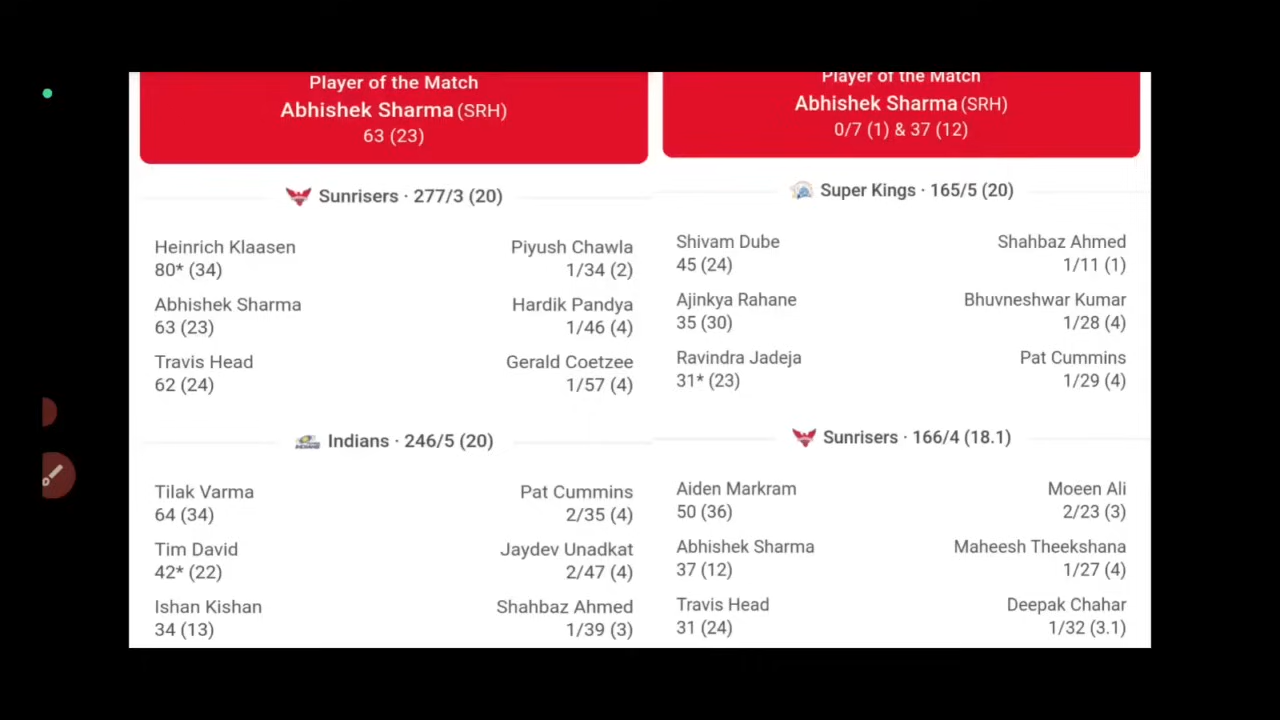 Player of the Match
Abhishek Sharma (SRH)
63 (23)
Sunrisers · 277/3 (20)
Heinrich Klaasen Piyush Chawla
80* (34) 1/34 (2)
Abhishek Sharma Hardik Pandya
63 (23) 1/46 (4)
Travis Head Gerald Coetzee
62 (24) 1/57 (4)
Indians · 246/5 (20)
Tilak Varma Pat Cummins
64 (34) 2/35 (4)
Tim David Jaydev Unadkat
42* (22) 2/47 (4)
Ishan Kishan Shahbaz Ahmed
34 (13) 1/39 (3)
Player of the Match
Abhishek Sharma (SRH)
0/7 (1) & 37 (12)
Super Kings · 165/5 (20)
Shivam Dube Shahbaz Ahmed
45 (24) 1/11 (1)
Ajinkya Rahane Bhuvneshwar Kumar
35 (30) 1/28 (4)
Ravindra Jadeja Pat Cummins
31* (23) 1/29 (4)
Sunrisers · 166/4 (18.1)
Aiden Markram Moeen Ali
50 (36) 2/23 (3)
Abhishek Sharma Maheesh Theekshana
37 (12) 1/27 (4)
Travis Head Deepak Chahar
31 (24) 1/32 (3.1)